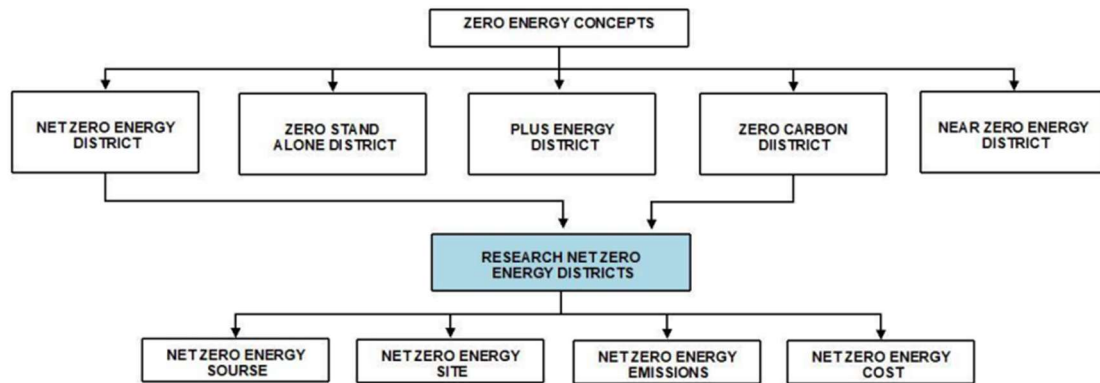 ZERO ENERGY CONCEPTS
NET ZERO ENERGY
DISTRICT
ZERO STAND
ALONE DISTRICT
PLUS ENERGY
DISTRICT
ZERO CARBON
DIISTRICT
NEAR ZERO ENERGY
DISTRICT
RESEARCH NET ZERO
ENERGY DISTRICTS
NET ZERO ENERGY
SOURSE
NET ZERO ENERGY
SITE
NET ZERO ENERGY
EMISSIONS
NET ZERO ENERGY
COST